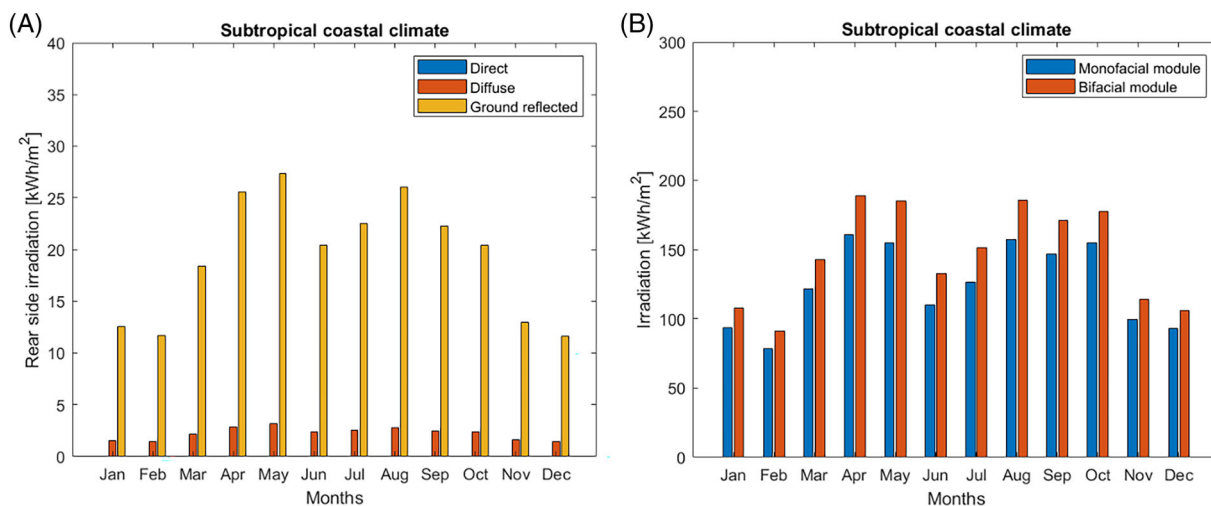 (A)
Subtropical coastal climate
40
35
30
25
20
15
10
5
0
Rear side irradiation [kWh/m²]
Direct
Diffuse
Ground reflected
Jan Feb Mar Apr May Jun Jul Aug Sep Oct Nov Dec
Months
(B)
Subtropical coastal climate
300
250
200
150
100
50
0
Irradiation [kWh/m²]
Monofacial module
Bifacial module
Jan Feb Mar Apr May Jun Jul Aug Sep Oct Nov Dec
Months